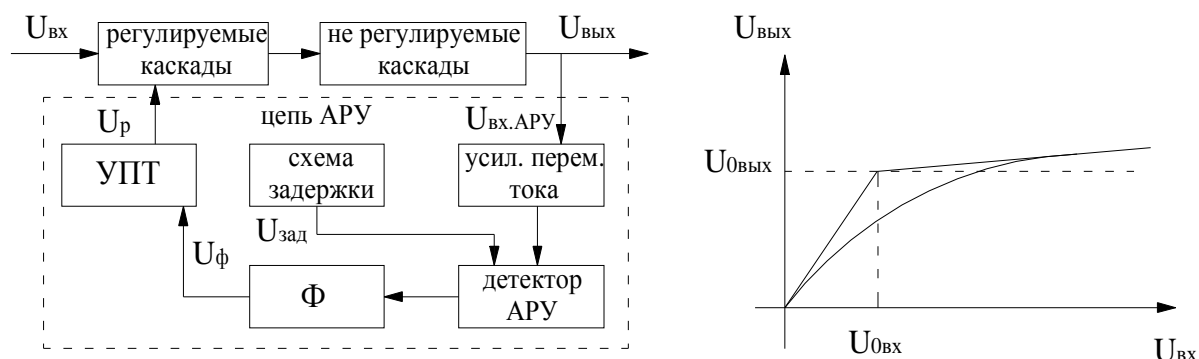 Uвх
регулируемые
каскады
не регулируемые
каскады
Uвых
цепь АРУ
Uр
Uвх.АРУ
УПТ
схема
задержки
усил. перем.
тока
Uзад
Uф
Ф
детектор
АРУ
Uвых
U0вых
U0вх
Uвх